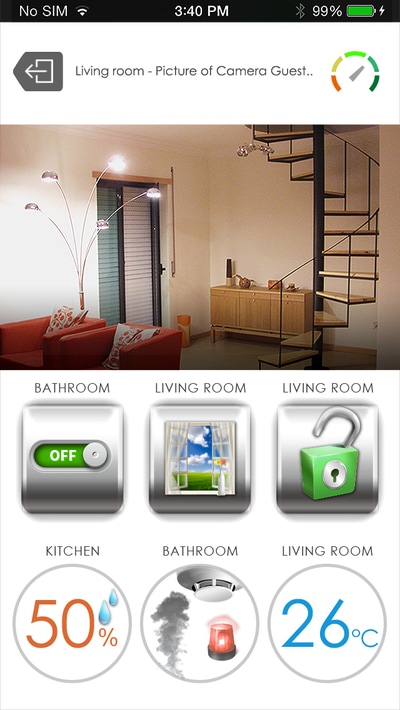 No SIM 3:40 PM 99%
Living room - Picture of Camera Guest..
BATHROOM LIVING ROOM LIVING ROOM
OFF
KITCHEN BATHROOM LIVING ROOM
50% 26°C